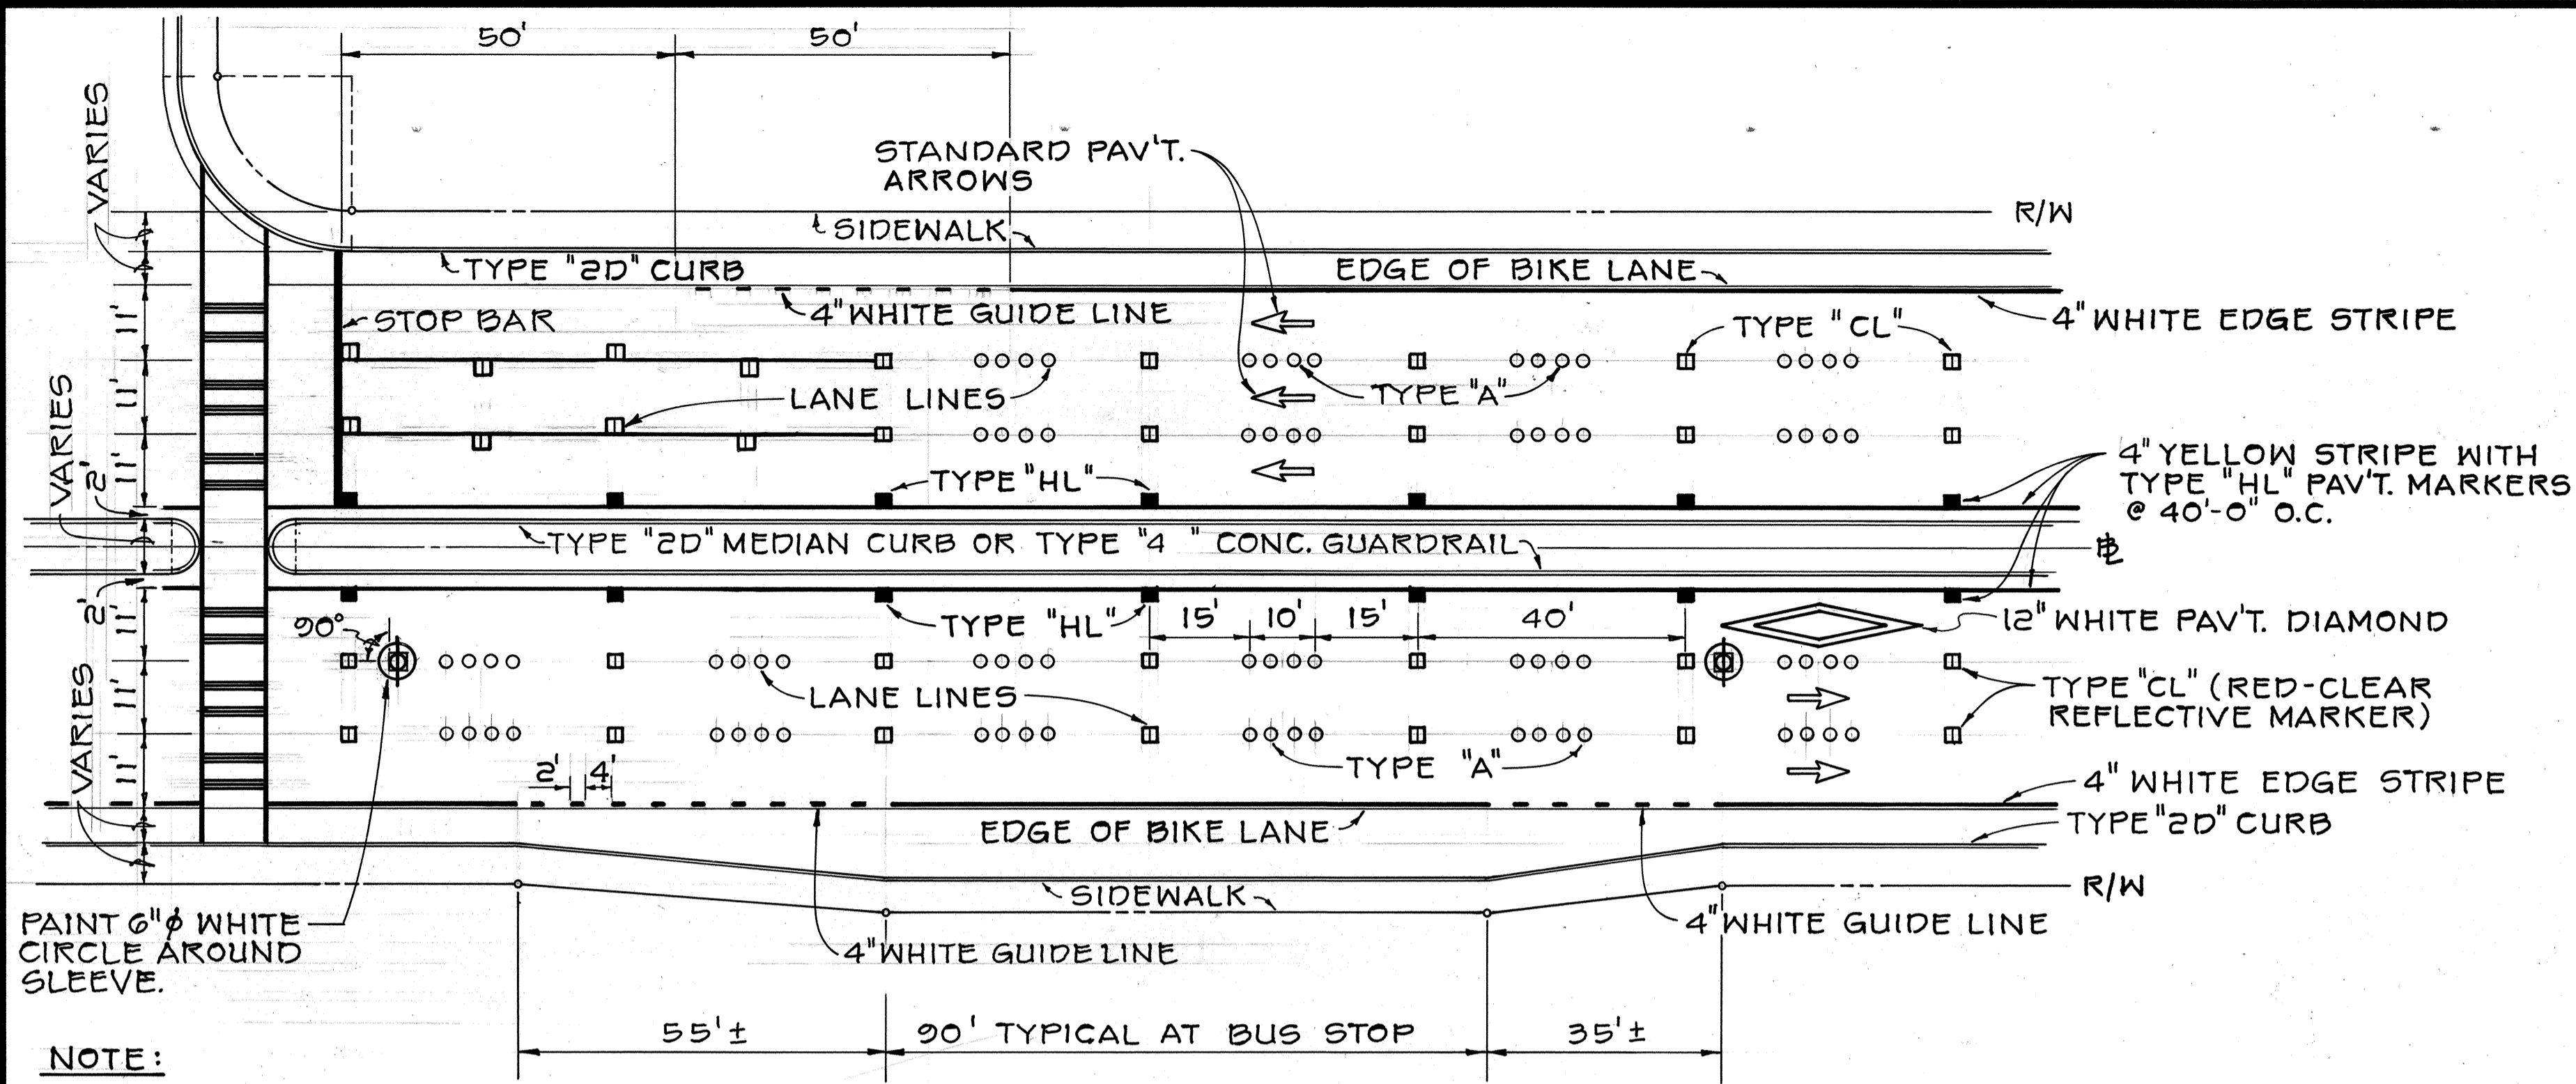 50'
50'
VARIES
STANDARD PAV'T.
ARROWS
R/W
SIDEWALK
TYPE "2D" CURB
EDGE OF BIKE LANE
11'
4" WHITE GUIDE LINE
STOP BAR
TYPE "CL"
4" WHITE EDGE STRIPE
11'
LANE LINES
TYPE "A"
VARIES
2'
11'
TYPE "HL"
4" YELLOW STRIPE WITH
TYPE "HL" PAV'T. MARKERS
@ 40'-0" O.C.
TYPE "2D" MEDIAN CURB OR TYPE "4 " CONC. GUARDRAIL
2'
11'
90°
TYPE "HL"
15'
10'
15'
40'
12" WHITE PAV'T. DIAMOND
11'
LANE LINES
TYPE "CL" (RED-CLEAR
REFLECTIVE MARKER)
VARIES
11'
2'
4'
TYPE "A"
4" WHITE EDGE STRIPE
TYPE "2D" CURB
EDGE OF BIKE LANE
SIDEWALK
R/W
PAINT 6"ϕ WHITE
CIRCLE AROUND
SLEEVE.
4" WHITE GUIDELINE
4" WHITE GUIDE LINE
55'±
90' TYPICAL AT BUS STOP
35'±
NOTE: